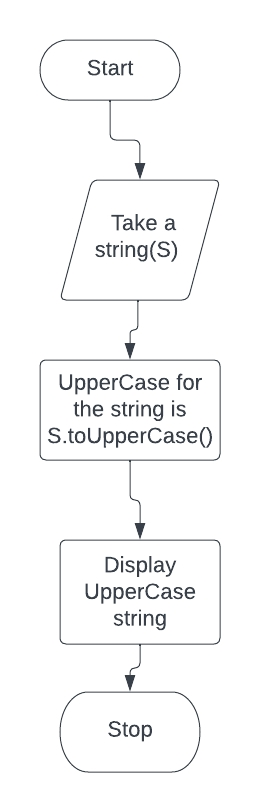 Start
Take a
string(S)
UpperCase for
the string is
S.toUpperCase()
Display
UpperCase
string
Stop